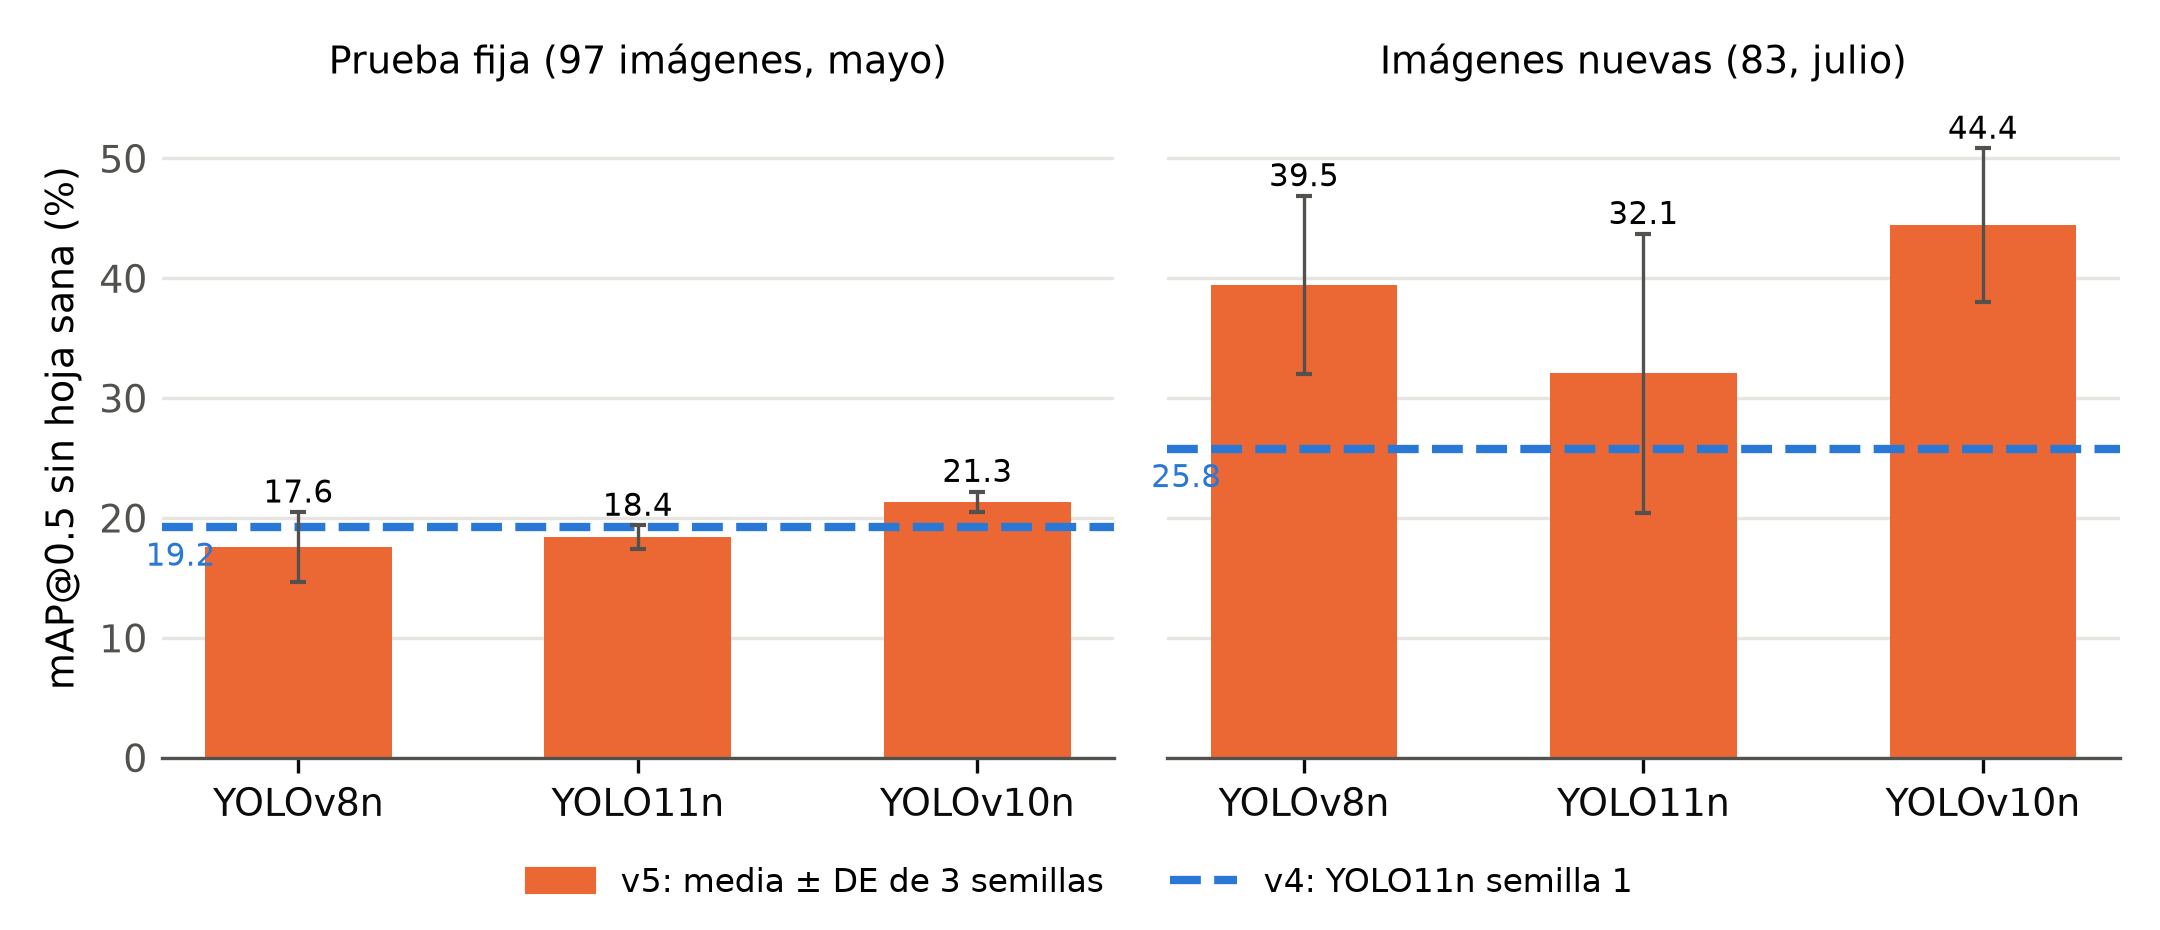 Prueba fija (97 imágenes, mayo)
Imágenes nuevas (83, julio)
mAP@0.5 sin hoja sana (%)
50
40
30
20
10
0
17.6
18.4
21.3
19.2
39.5
32.1
44.4
25.8
YOLOv8n
YOLO11n
YOLOv10n
YOLOv8n
YOLO11n
YOLOv10n
v5: media ± DE de 3 semillas
v4: YOLO11n semilla 1